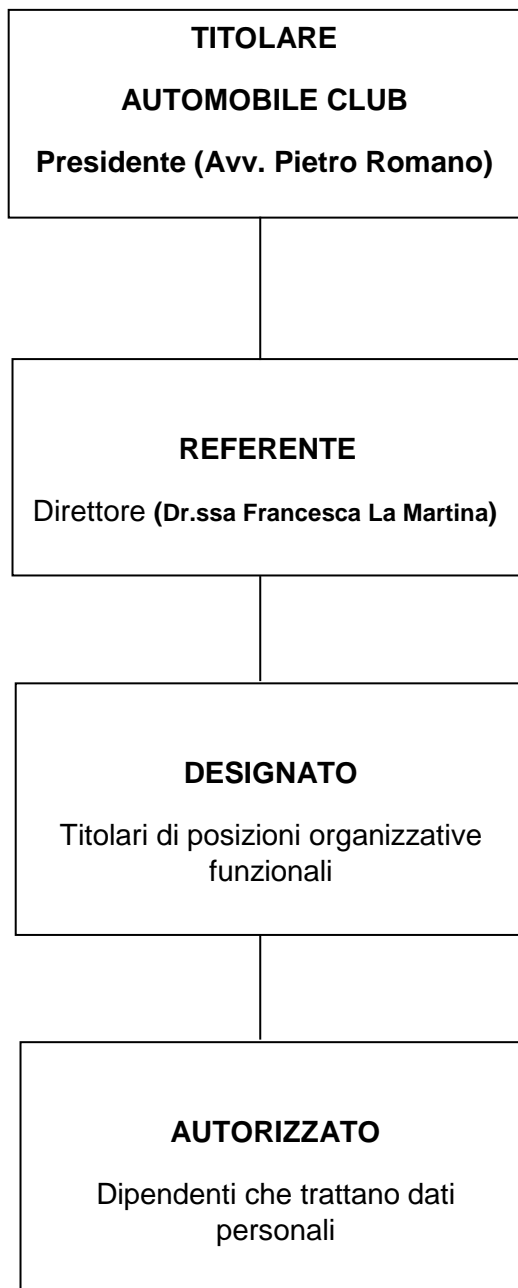 TITOLARE
AUTOMOBILE CLUB
Presidente (Avv. Pietro Romano)
REFERENTE
Direttore (Dr.ssa Francesca La Martina)
DESIGNATO
Titolari di posizioni organizzative
funzionali
AUTORIZZATO
Dipendenti che trattano dati
personali